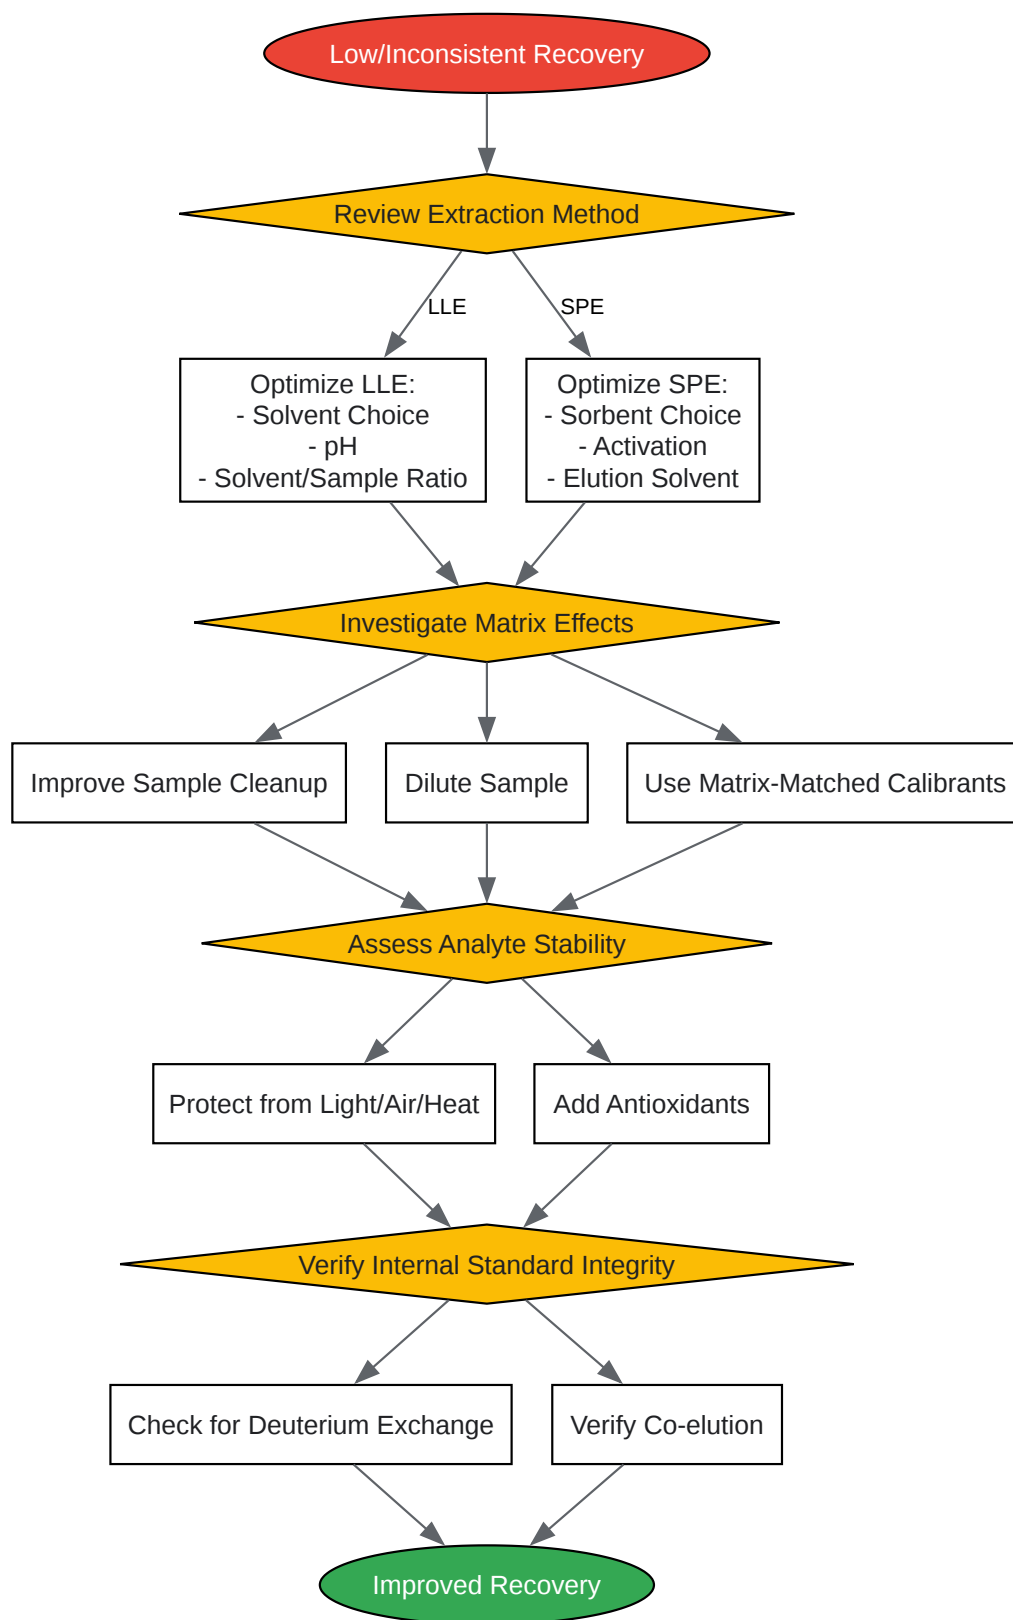 Low/Inconsistent Recovery
Review Extraction Method
LLE
SPE
Optimize LLE:
- Solvent Choice
- pH
- Solvent/Sample Ratio
Optimize SPE:
- Sorbent Choice
- Activation
- Elution Solvent
Investigate Matrix Effects
Improve Sample Cleanup
Dilute Sample
Use Matrix-Matched Calibrants
Assess Analyte Stability
Protect from Light/Air/Heat
Add Antioxidants
Verify Internal Standard Integrity
Check for Deuterium Exchange
Verify Co-elution
Improved Recovery